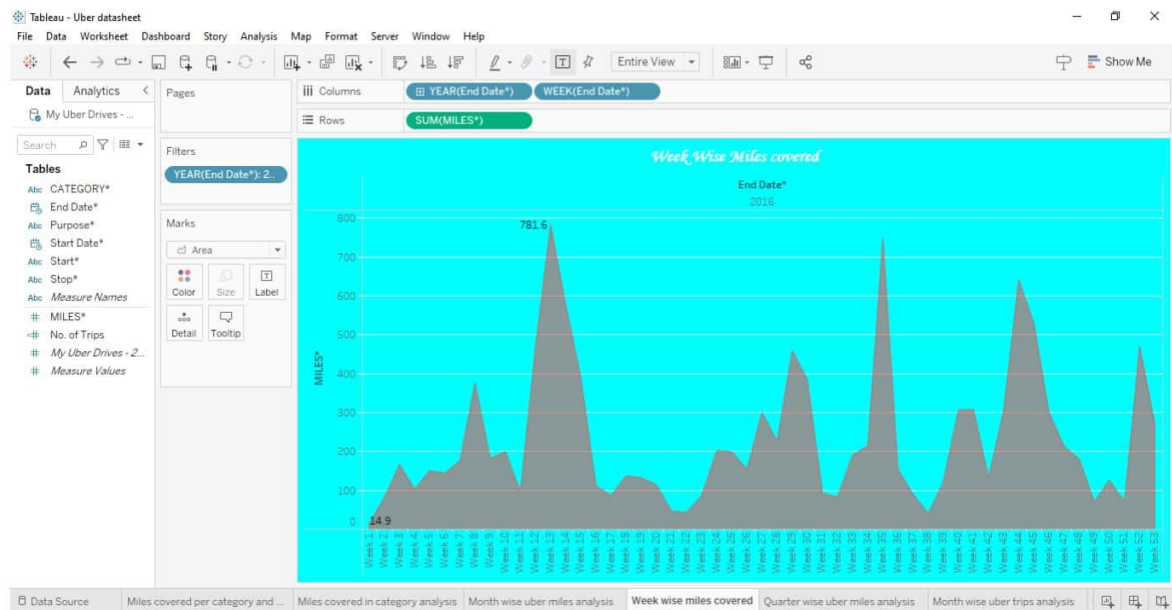 Tableau - Uber datasheet
File Data Worksheet Dashboard Story Analysis Map Format Server Window Help
Entire View
Show Me
Data Analytics
My Uber Drives - ...
Search
Tables
Abc CATEGORY*
End Date*
Abc Purpose*
Start Date*
Abc Start*
Abc Stop*
Abc Measure Names
# MILES*
=# No. of Trips
# My Uber Drives - 2...
# Measure Values
Pages
Filters
YEAR(End Date*): 2..
Marks
Area
Color Size Label
Detail Tooltip
Columns YEAR(End Date*) WEEK(End Date*)
Rows SUM(MILES*)
Week Wise Miles covered
End Date*
2016
MILES*
800
700
600
500
400
300
200
100
0
781.6
14.9
Week 1
Week 2
Week 3
Week 4
Week 5
Week 6
Week 7
Week 8
Week 9
Week 10
Week 11
Week 12
Week 13
Week 14
Week 15
Week 16
Week 17
Week 18
Week 19
Week 20
Week 21
Week 22
Week 23
Week 24
Week 25
Week 26
Week 27
Week 28
Week 29
Week 30
Week 31
Week 32
Week 33
Week 34
Week 35
Week 36
Week 37
Week 38
Week 39
Week 40
Week 41
Week 42
Week 43
Week 44
Week 45
Week 46
Week 47
Week 48
Week 49
Week 50
Week 51
Week 52
Week 53
Data Source
Miles covered per category and ...
Miles covered in category analysis
Month wise uber miles analysis
Week wise miles covered
Quarter wise uber miles analysis
Month wise uber trips analysis